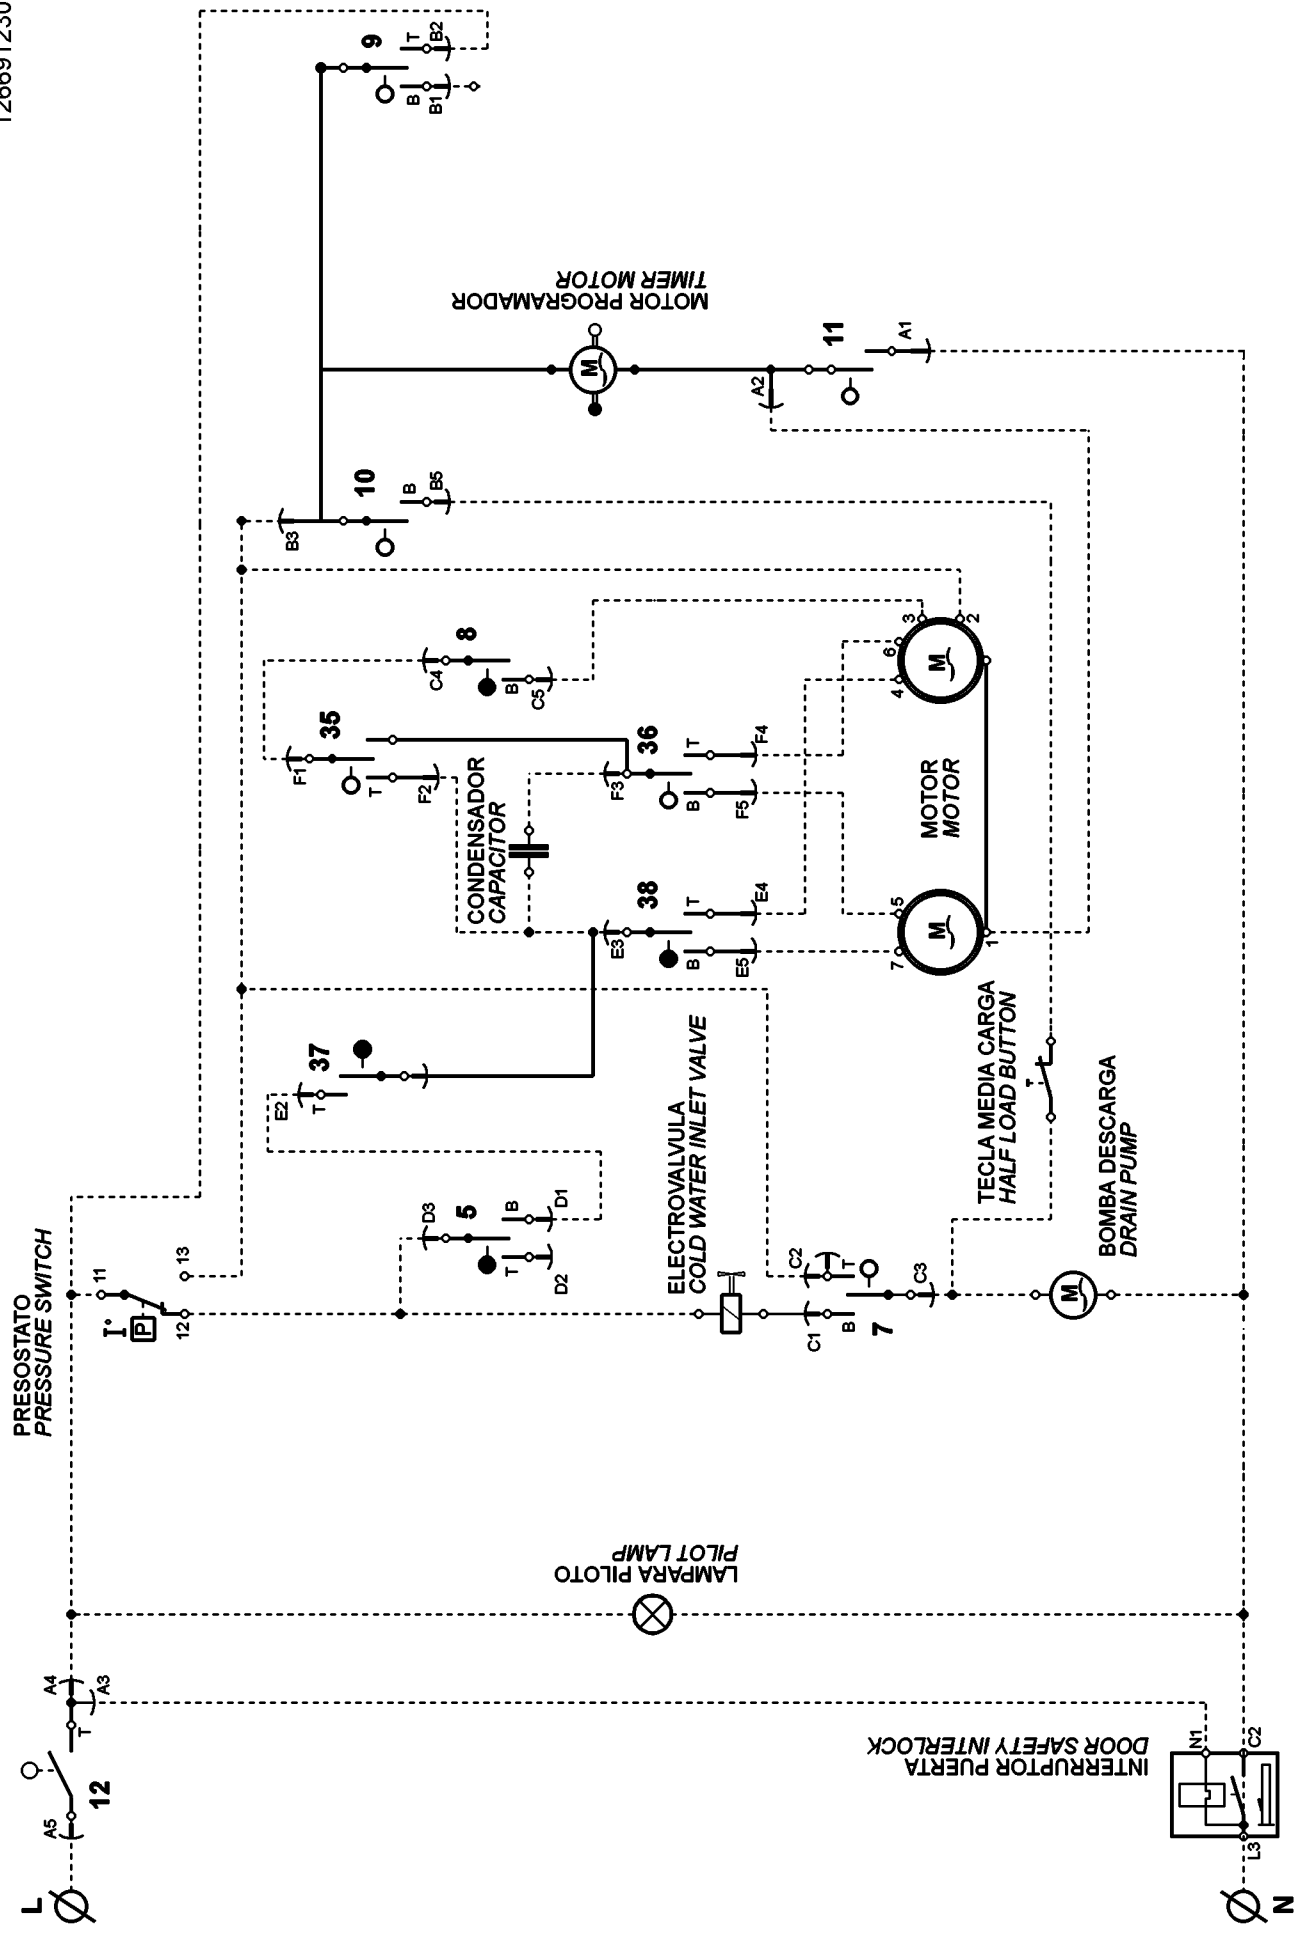 126691230
L
A5
12
T
A4
A3
PRESOSTATO
PRESSURE SWITCH
11
I°
P
12
13
LAMPARA PILOTO
PILOT LAMP
INTERRUPTOR PUERTA
DOOR SAFETY INTERLOCK
N1
C2
L3
N
D3
5
B
T
D1
D2
E2
T
37
ELECTROVALVULA
COLD WATER INLET VALVE
C1
C2
B
T
7
C3
BOMBA DESCARGA
DRAIN PUMP
M
TECLA MEDIA CARGA
HALF LOAD BUTTON
CONDENSADOR
CAPACITOR
F1
35
T
F2
C4
8
B
C5
E3
38
B
T
E5
E4
F3
36
B
T
F5
F4
MOTOR
MOTOR
M
7
5
1
M
4
6
3
2
B3
10
B
B5
MOTOR PROGRAMADOR
TIMER MOTOR
M
A2
11
A1
9
B
T
B1
B2